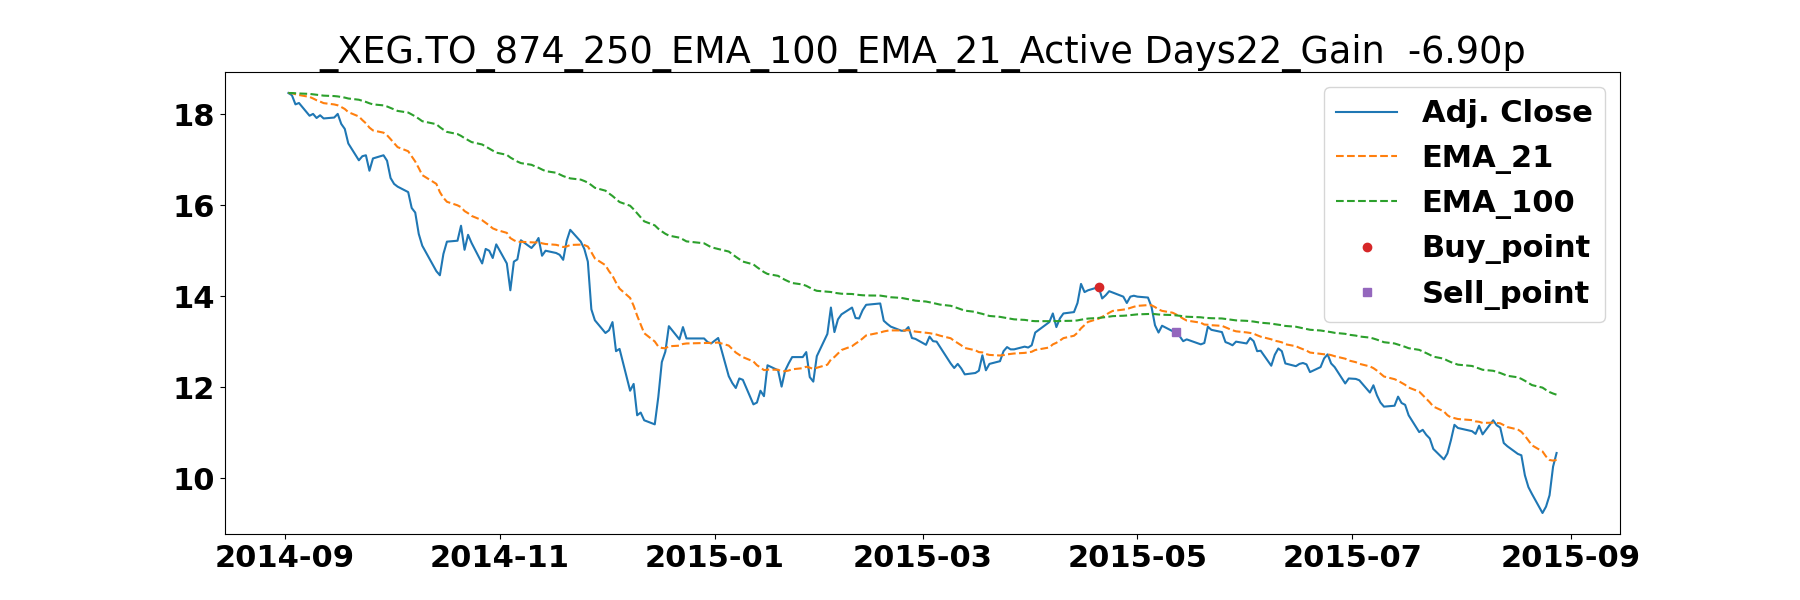 _XEG.TO_874_250_EMA_100_EMA_21_Active Days22_Gain  -6.90p
Adj. Close
EMA_21
EMA_100
Buy_point
Sell_point
18
16
14
12
10
2014-09 2014-11 2015-01 2015-03 2015-05 2015-07 2015-09